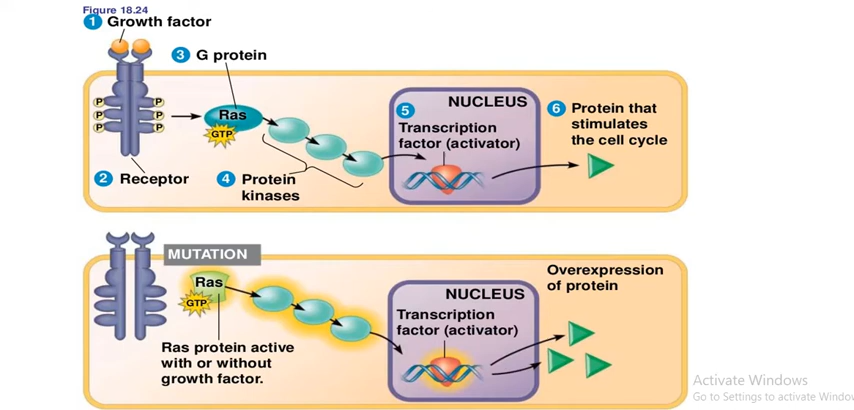 Figure 18.24
1 Growth factor
3 G protein
P P
P P
P P
Ras
GTP
2 Receptor
4 Protein
kinases
NUCLEUS
5
Transcription
factor (activator)
6 Protein that
stimulates
the cell cycle
MUTATION
Ras
GTP
Ras protein active
with or without
growth factor.
NUCLEUS
Transcription
factor (activator)
Overexpression
of protein
Activate Windows
Go to Settings to activate Window